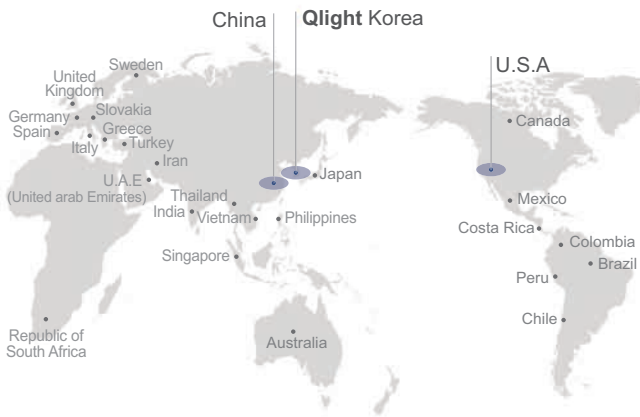 China
Qlight Korea
U.S.A
Sweden
United
Kingdom
Germany
Slovakia
Spain
Greece
Italy
Turkey
Iran
U.A.E
(United arab Emirates)
Japan
Thailand
India
Vietnam
Philippines
Singapore
Republic of
South Africa
Australia
Canada
Mexico
Costa Rica
Colombia
Brazil
Peru
Chile